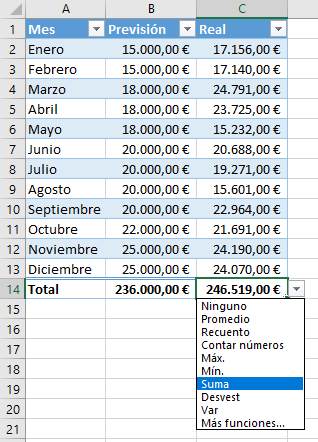 A B C
1 Mes Previsión Real
2 Enero 15.000,00 € 17.156,00 €
3 Febrero 15.000,00 € 17.140,00 €
4 Marzo 18.000,00 € 24.791,00 €
5 Abril 18.000,00 € 23.725,00 €
6 Mayo 18.000,00 € 15.232,00 €
7 Junio 20.000,00 € 20.688,00 €
8 Julio 20.000,00 € 19.271,00 €
9 Agosto 20.000,00 € 15.601,00 €
10 Septiembre 20.000,00 € 22.964,00 €
11 Octubre 22.000,00 € 21.691,00 €
12 Noviembre 25.000,00 € 24.190,00 €
13 Diciembre 25.000,00 € 24.070,00 €
14 Total 236.000,00 € 246.519,00 €
15 Ninguno
Promedio
16 Recuento
17 Contar números
Máx.
18 Mín.
Suma
19 Desvest
20 Var
21 Más funciones...